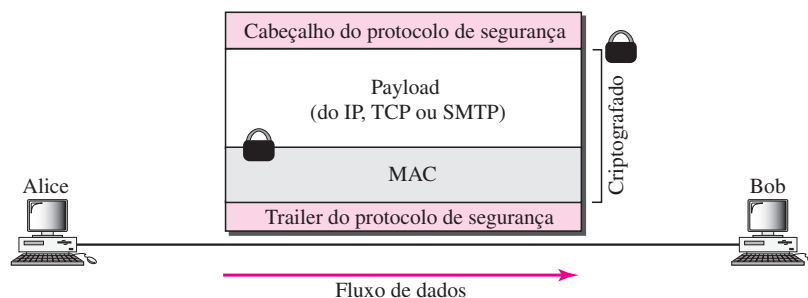 Cabeçalho do protocolo de segurança
Payload
(do IP, TCP ou SMTP)
Criptografado
MAC
Alice
Bob
Trailer do protocolo de segurança
Fluxo de dados